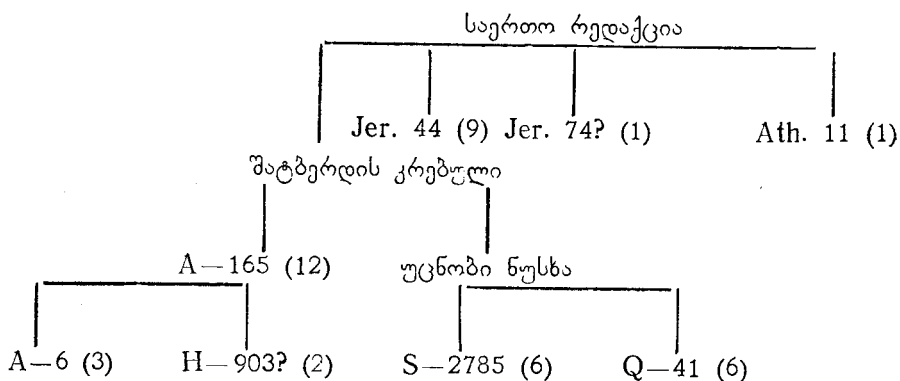 საერთო რედაქცია
Jer. 44 (9) Jer. 74? (1) Ath. 11 (1)
შატბერდის კრებული
A—165 (12) უცნობი ნუსხა
A—6 (3) H—903? (2) S—2785 (6) Q—41 (6)